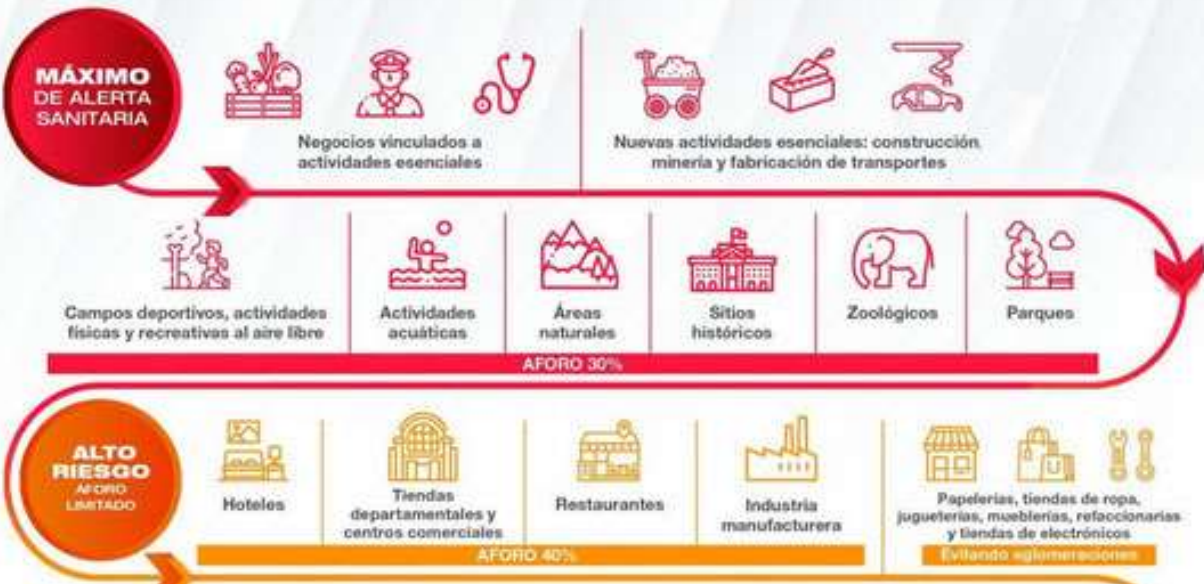 MÁXIMO
DE ALERTA
SANITARIA
Negocios vinculados a
actividades esenciales
Nuevas actividades esenciales: construcción,
minería y fabricación de transportes
Campos deportivos, actividades
físicas y recreativas al aire libre
Actividades
acuáticas
Áreas
naturales
Sitios
históricos
Zoológicos
Parques
AFORO 30%
ALTO
RIESGO
AFORO
LIMITADO
Hoteles
Tiendas
departamentales y
centros comerciales
Restaurantes
Industria
manufacturera
AFORO 40%
Papelerías, tiendas de ropa,
jugueterías, mueblerías, refaccionarias
y tiendas de electrónicos
Evitando aglomeraciones